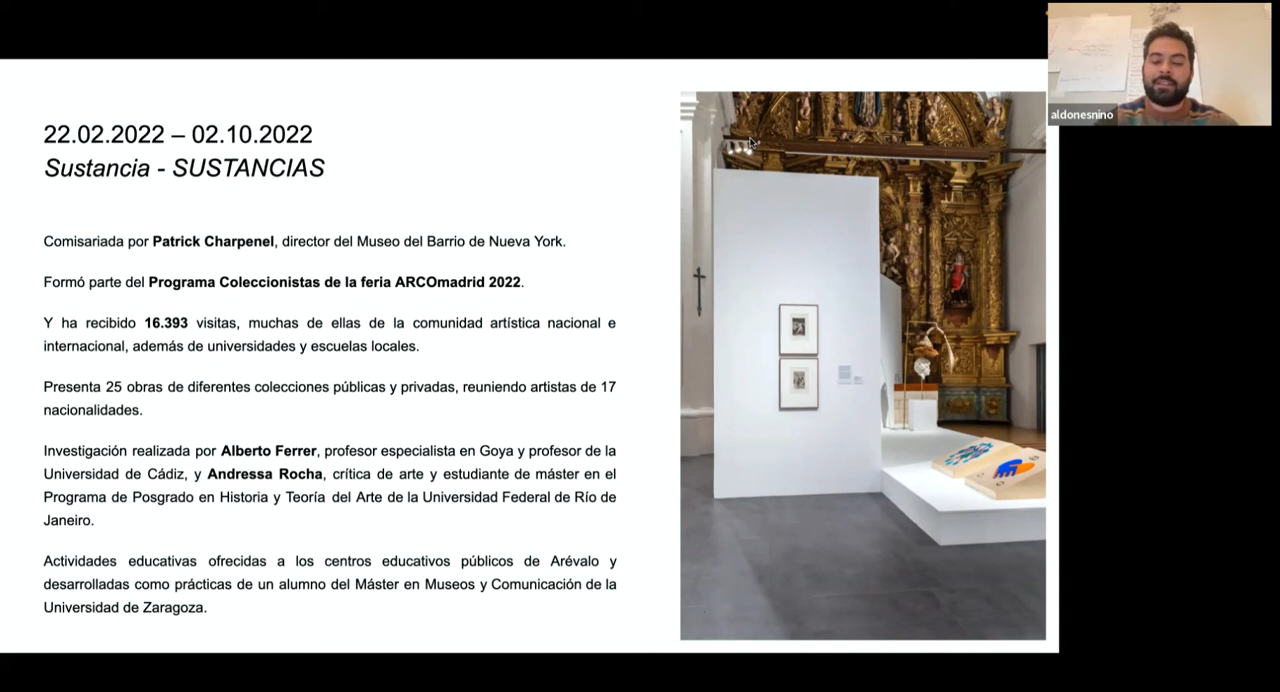 22.02.2022 – 02.10.2022
Sustancia - SUSTANCIAS
Comisariada por Patrick Charpenel, director del Museo del Barrio de Nueva York.
Formó parte del Programa Coleccionistas de la feria ARCOmadrid 2022.
Y ha recibido 16.393 visitas, muchas de ellas de la comunidad artística nacional e
internacional, además de universidades y escuelas locales.
Presenta 25 obras de diferentes colecciones públicas y privadas, reuniendo artistas de 17
nacionalidades.
Investigación realizada por Alberto Ferrer, profesor especialista en Goya y profesor de la
Universidad de Cádiz, y Andressa Rocha, crítica de arte y estudiante de máster en el
Programa de Posgrado en Historia y Teoría del Arte de la Universidad Federal de Río de
Janeiro.
Actividades educativas ofrecidas a los centros educativos públicos de Arévalo y
desarrolladas como prácticas de un alumno del Máster en Museos y Comunicación de la
Universidad de Zaragoza.
aldonesnino